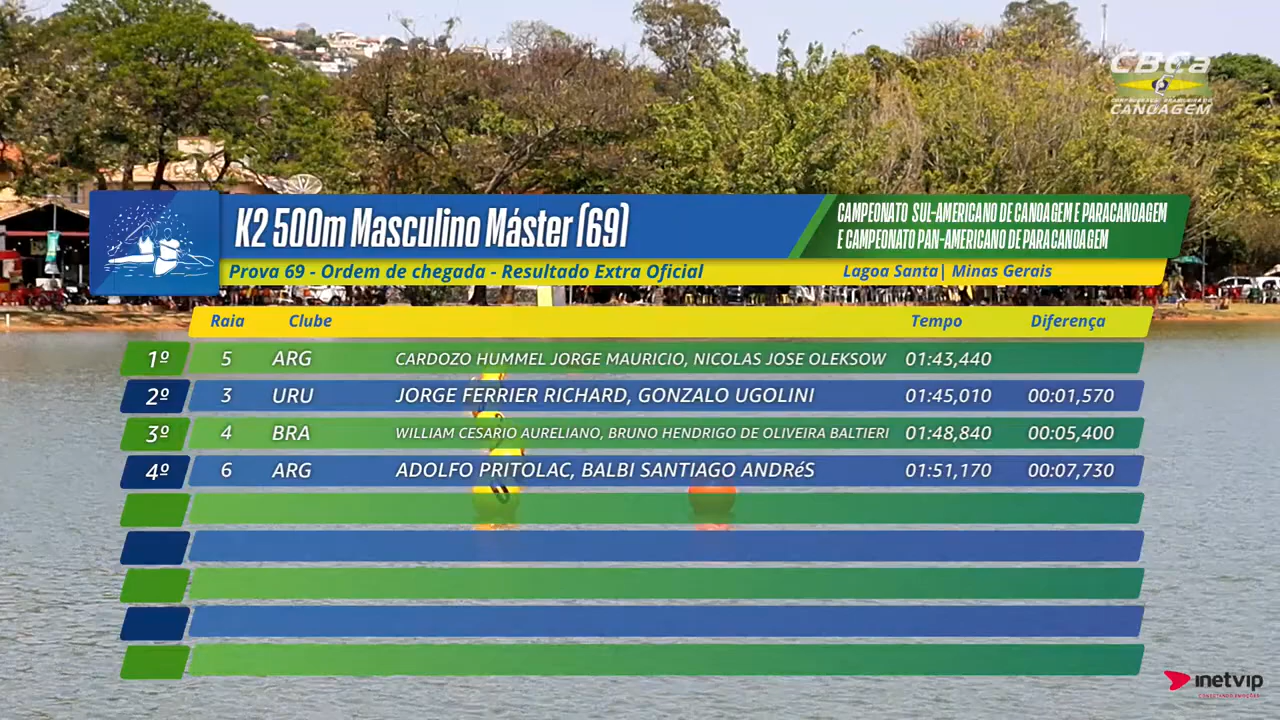 CBCa
CANOAGEM
K2 500m Masculino Máster (69)
CAMPEONATO SUL-AMERICANO DE CANOAGEM E PARACANOAGEM
E CAMPEONATO PAN-AMERICANO DE PARACANOAGEM
Prova 69 - Ordem de chegada - Resultado Extra Oficial
Lagoa Santa| Minas Gerais
Raia Clube Tempo Diferença
1º 5 ARG CARDOZO HUMMEL JORGE MAURICIO, NICOLAS JOSE OLEKSOW 01:43,440
2º 3 URU JORGE FERRIER RICHARD, GONZALO UGOLINI 01:45,010 00:01,570
3º 4 BRA WILLIAM CESARIO AURELIANO, BRUNO HENDRIGO DE OLIVEIRA BALTIERI 01:48,840 00:05,400
4º 6 ARG ADOLFO PRITOLAC, BALBI SANTIAGO ANDRéS 01:51,170 00:07,730
inetvip